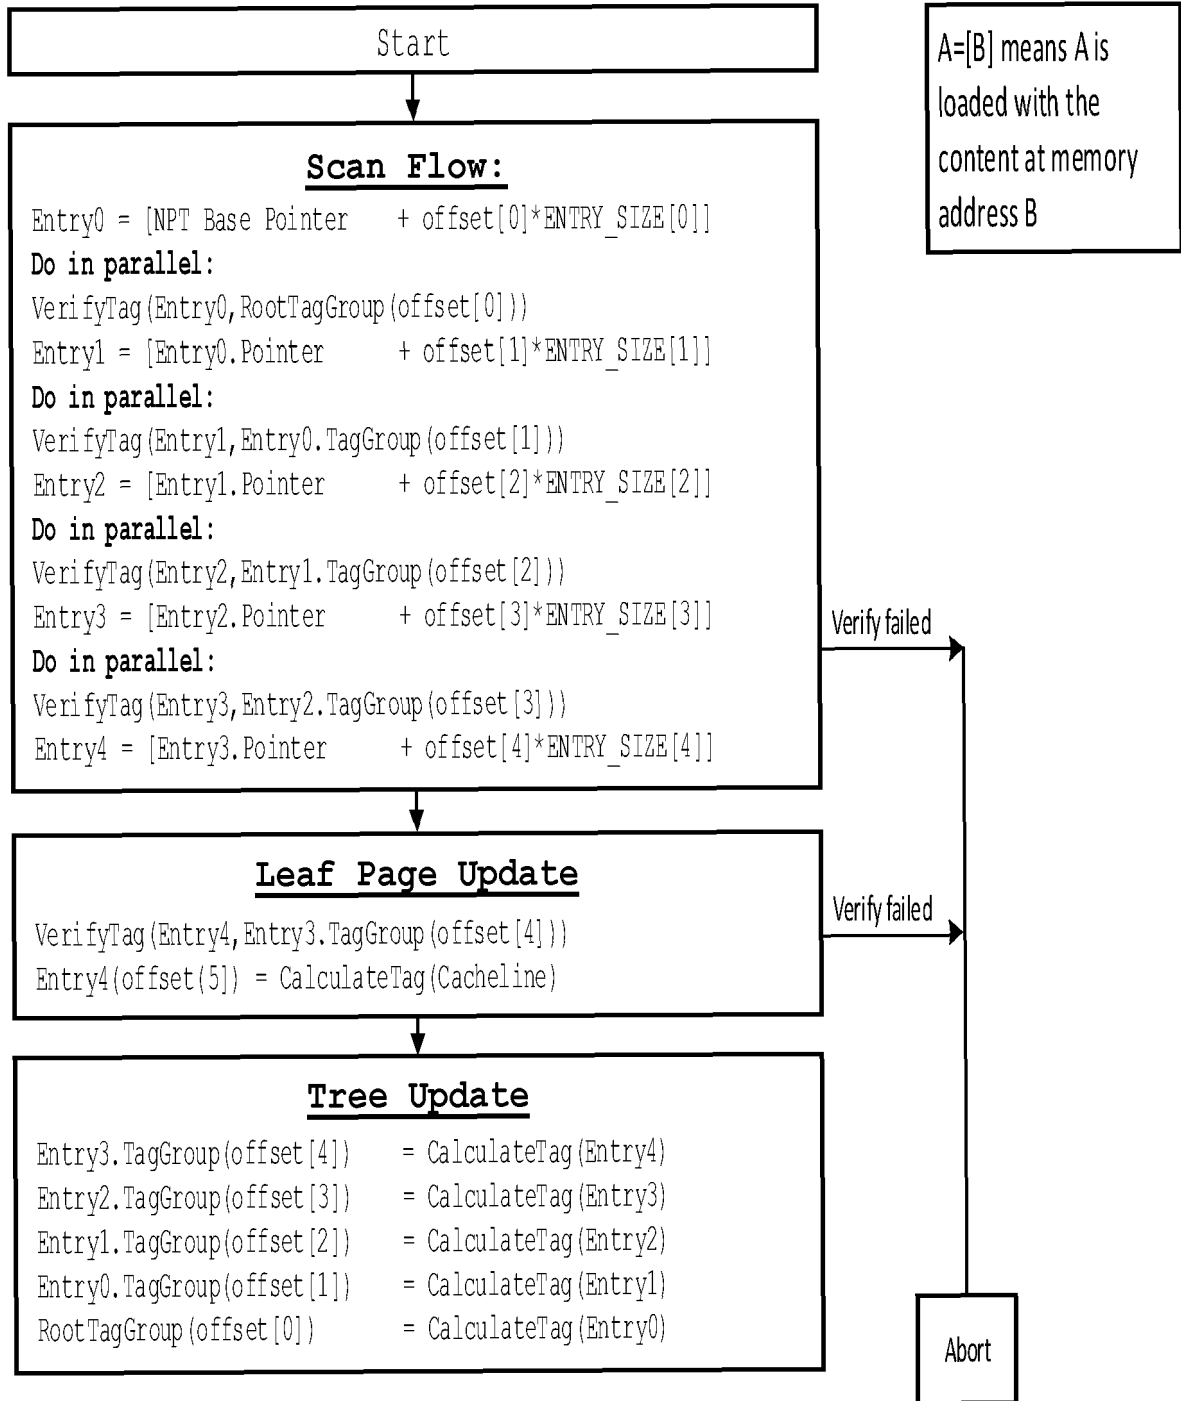 Start
A=[B] means A is
loaded with the
content at memory
address B
Scan Flow:
Entry0 = [NPT Base Pointer + offset[0]*ENTRY_SIZE[0]]
Do in parallel:
VerifyTag(Entry0,RootTagGroup(offset[0]))
Entry1 = [Entry0.Pointer + offset[1]*ENTRY_SIZE[1]]
Do in parallel:
VerifyTag(Entry1,Entry0.TagGroup(offset[1]))
Entry2 = [Entry1.Pointer + offset[2]*ENTRY_SIZE[2]]
Do in parallel:
VerifyTag(Entry2,Entry1.TagGroup(offset[2]))
Entry3 = [Entry2.Pointer + offset[3]*ENTRY_SIZE[3]]
Do in parallel:
VerifyTag(Entry3,Entry2.TagGroup(offset[3]))
Entry4 = [Entry3.Pointer + offset[4]*ENTRY_SIZE[4]]
Verify failed
Leaf Page Update
VerifyTag(Entry4,Entry3.TagGroup(offset[4]))
Entry4(offset(5]) = CalculateTag(Cacheline)
Verify failed
Tree Update
Entry3.TagGroup(offset[4]) = CalculateTag(Entry4)
Entry2.TagGroup(offset[3]) = CalculateTag(Entry3)
Entry1.TagGroup(offset[2]) = CalculateTag(Entry2)
Entry0.TagGroup(offset[1]) = CalculateTag(Entry1)
RootTagGroup(offset[0]) = CalculateTag(Entry0)
Abort